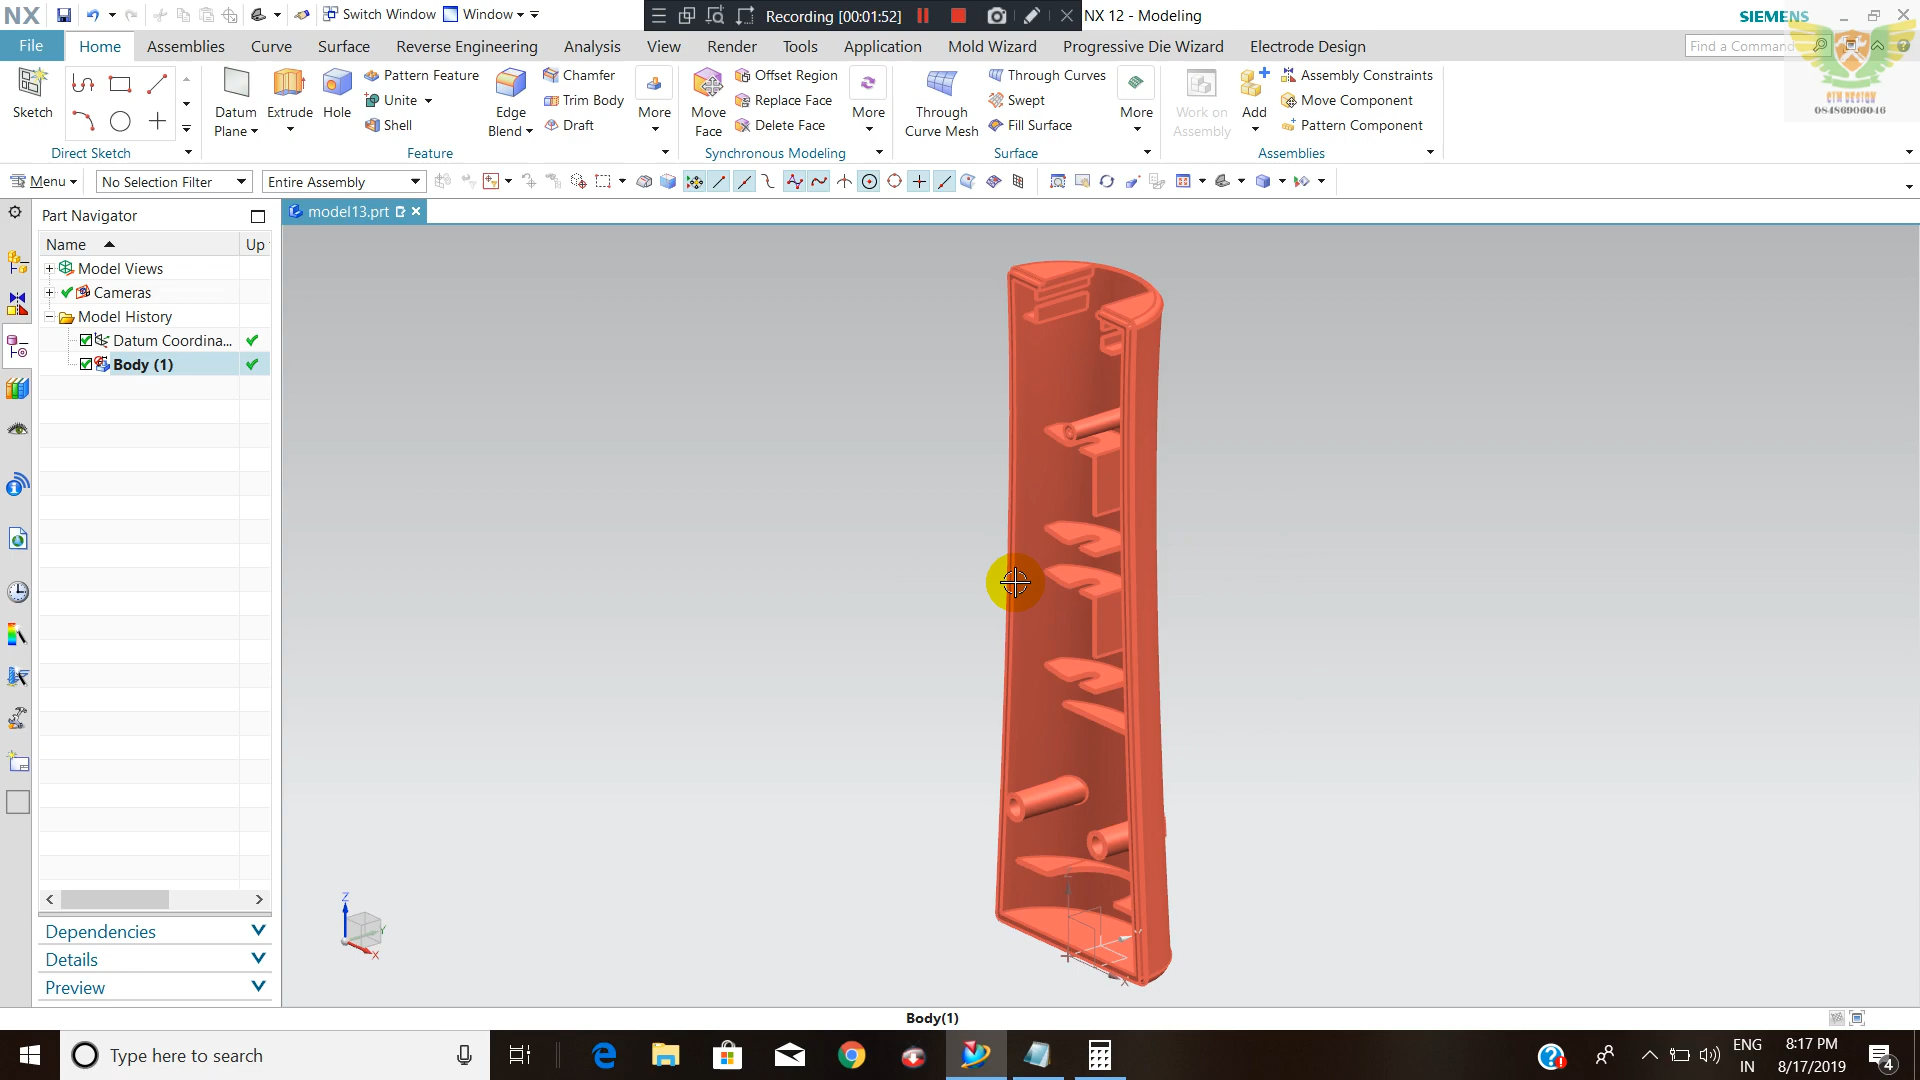 NX Switch Window Window Recording [00:01:52] NX 12 - Modeling SIEMENS
File Home Assemblies Curve Surface Reverse Engineering Analysis View Render Tools Application Mold Wizard Progressive Die Wizard Electrode Design Find a Command
Pattern Feature Chamfer Offset Region Through Curves Assembly Constraints
Unite Trim Body Replace Face Swept Move Component
Shell Draft Delete Face Fill Surface Pattern Component
Sketch Datum Plane Extrude Hole Edge Blend More Move Face More Through Curve Mesh More Work on Assembly Add
CTM DESIGN
08486906046
Direct Sketch Feature Synchronous Modeling Surface Assemblies
Menu No Selection Filter Entire Assembly
Part Navigator model13.prt
Name Up
Model Views
Cameras
Model History
Datum Coordina...
Body (1)
Z
Y
X
Y
X
Dependencies
Details
Preview
Body(1)
Type here to search
ENG 8:17 PM
IN 8/17/2019 4